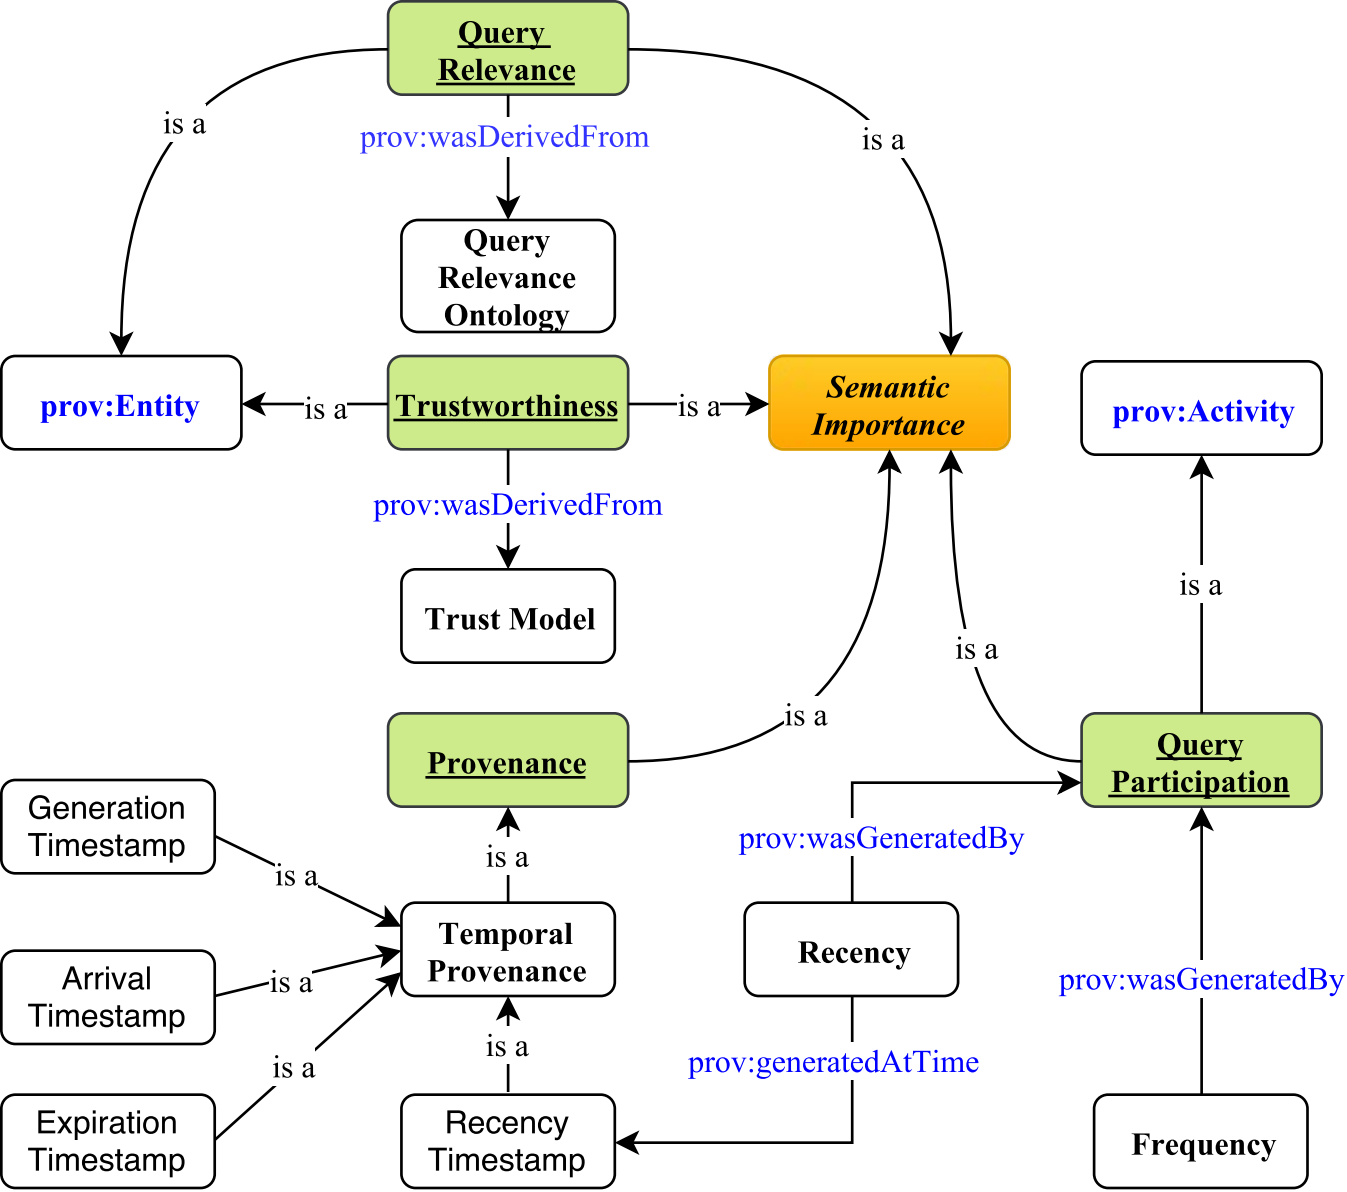 Query
Relevance
is a
prov:wasDerivedFrom
is a
Query
Relevance
Ontology
prov:Entity
is a
Trustworthiness
is a
Semantic
Importance
prov:Activity
prov:wasDerivedFrom
is a
Trust Model
is a
is a
Provenance
Query
Participation
Generation
Timestamp
is a
is a
prov:wasGeneratedBy
Temporal
Provenance
Recency
Arrival
Timestamp
is a
prov:wasGeneratedBy
is a
is a
prov:generatedAtTime
Expiration
Timestamp
Recency
Timestamp
Frequency